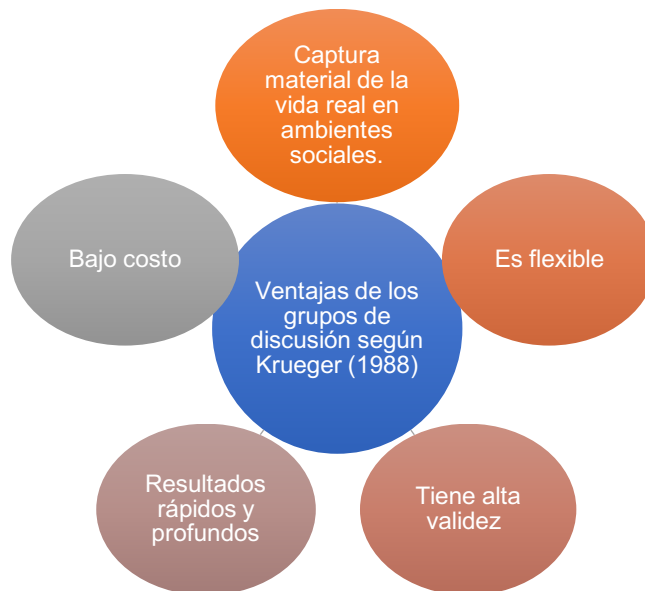 Captura
material de la
vida real en
ambientes
sociales.
Bajo costo
Es flexible
Ventajas de los
grupos de
discusión según
Krueger (1988)
Resultados
rápidos y
profundos
Tiene alta
validez